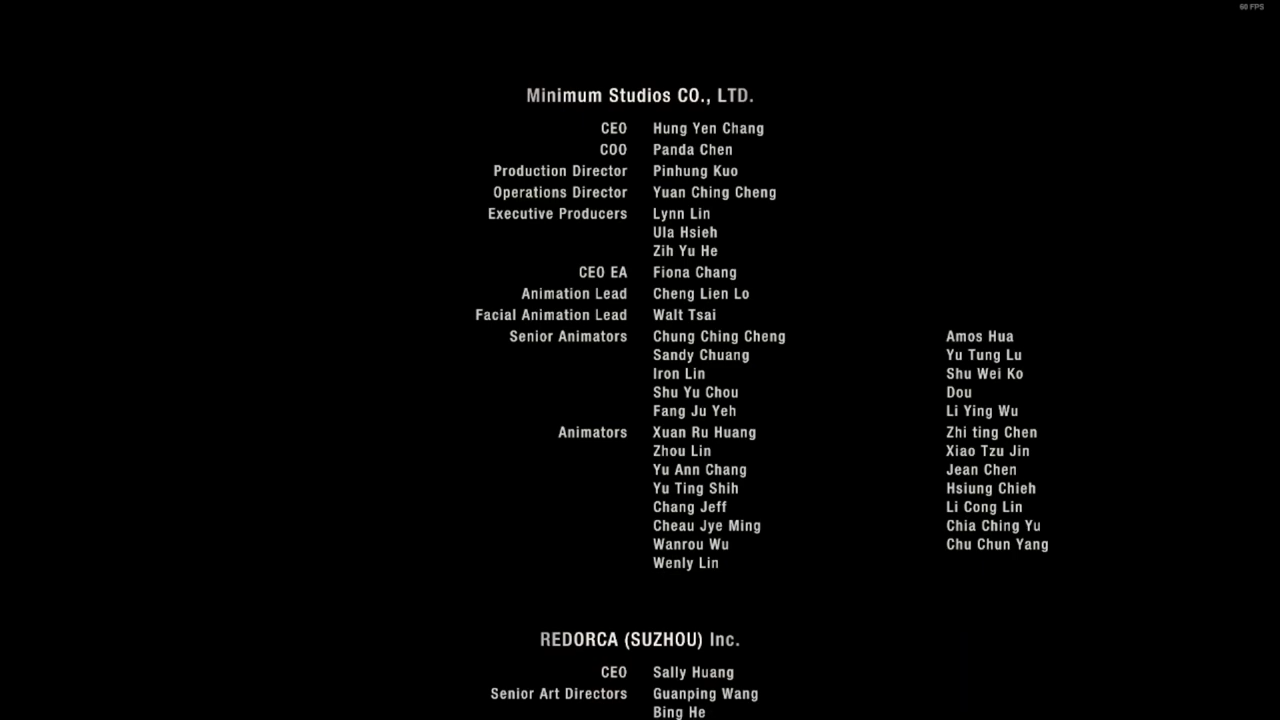 60 FPS
Minimum Studios CO., LTD.
CEO Hung Yen Chang
COO Panda Chen
Production Director Pinhung Kuo
Operations Director Yuan Ching Cheng
Executive Producers Lynn Lin
Ula Hsieh
Zih Yu He
CEO EA Fiona Chang
Animation Lead Cheng Lien Lo
Facial Animation Lead Walt Tsai
Senior Animators Chung Ching Cheng Amos Hua
Sandy Chuang Yu Tung Lu
Iron Lin Shu Wei Ko
Shu Yu Chou Dou
Fang Ju Yeh Li Ying Wu
Animators Xuan Ru Huang Zhi ting Chen
Zhou Lin Xiao Tzu Jin
Yu Ann Chang Jean Chen
Yu Ting Shih Hsiung Chieh
Chang Jeff Li Cong Lin
Cheau Jye Ming Chia Ching Yu
Wanrou Wu Chu Chun Yang
Wenly Lin
REDORCA (SUZHOU) Inc.
CEO Sally Huang
Senior Art Directors Guanping Wang
Bing He